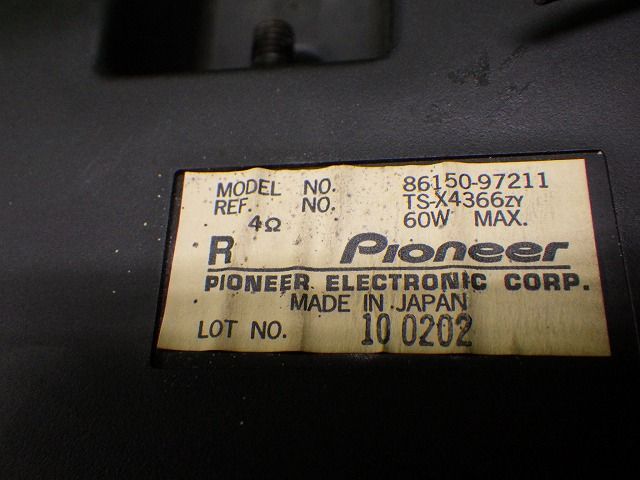 MODEL NO. 86150-97211
REF. NO. TS-X4366ZY
4Ω 60W MAX.
R Pioneer
PIONEER ELECTRONIC CORP.
MADE IN JAPAN
LOT NO. 10 0202